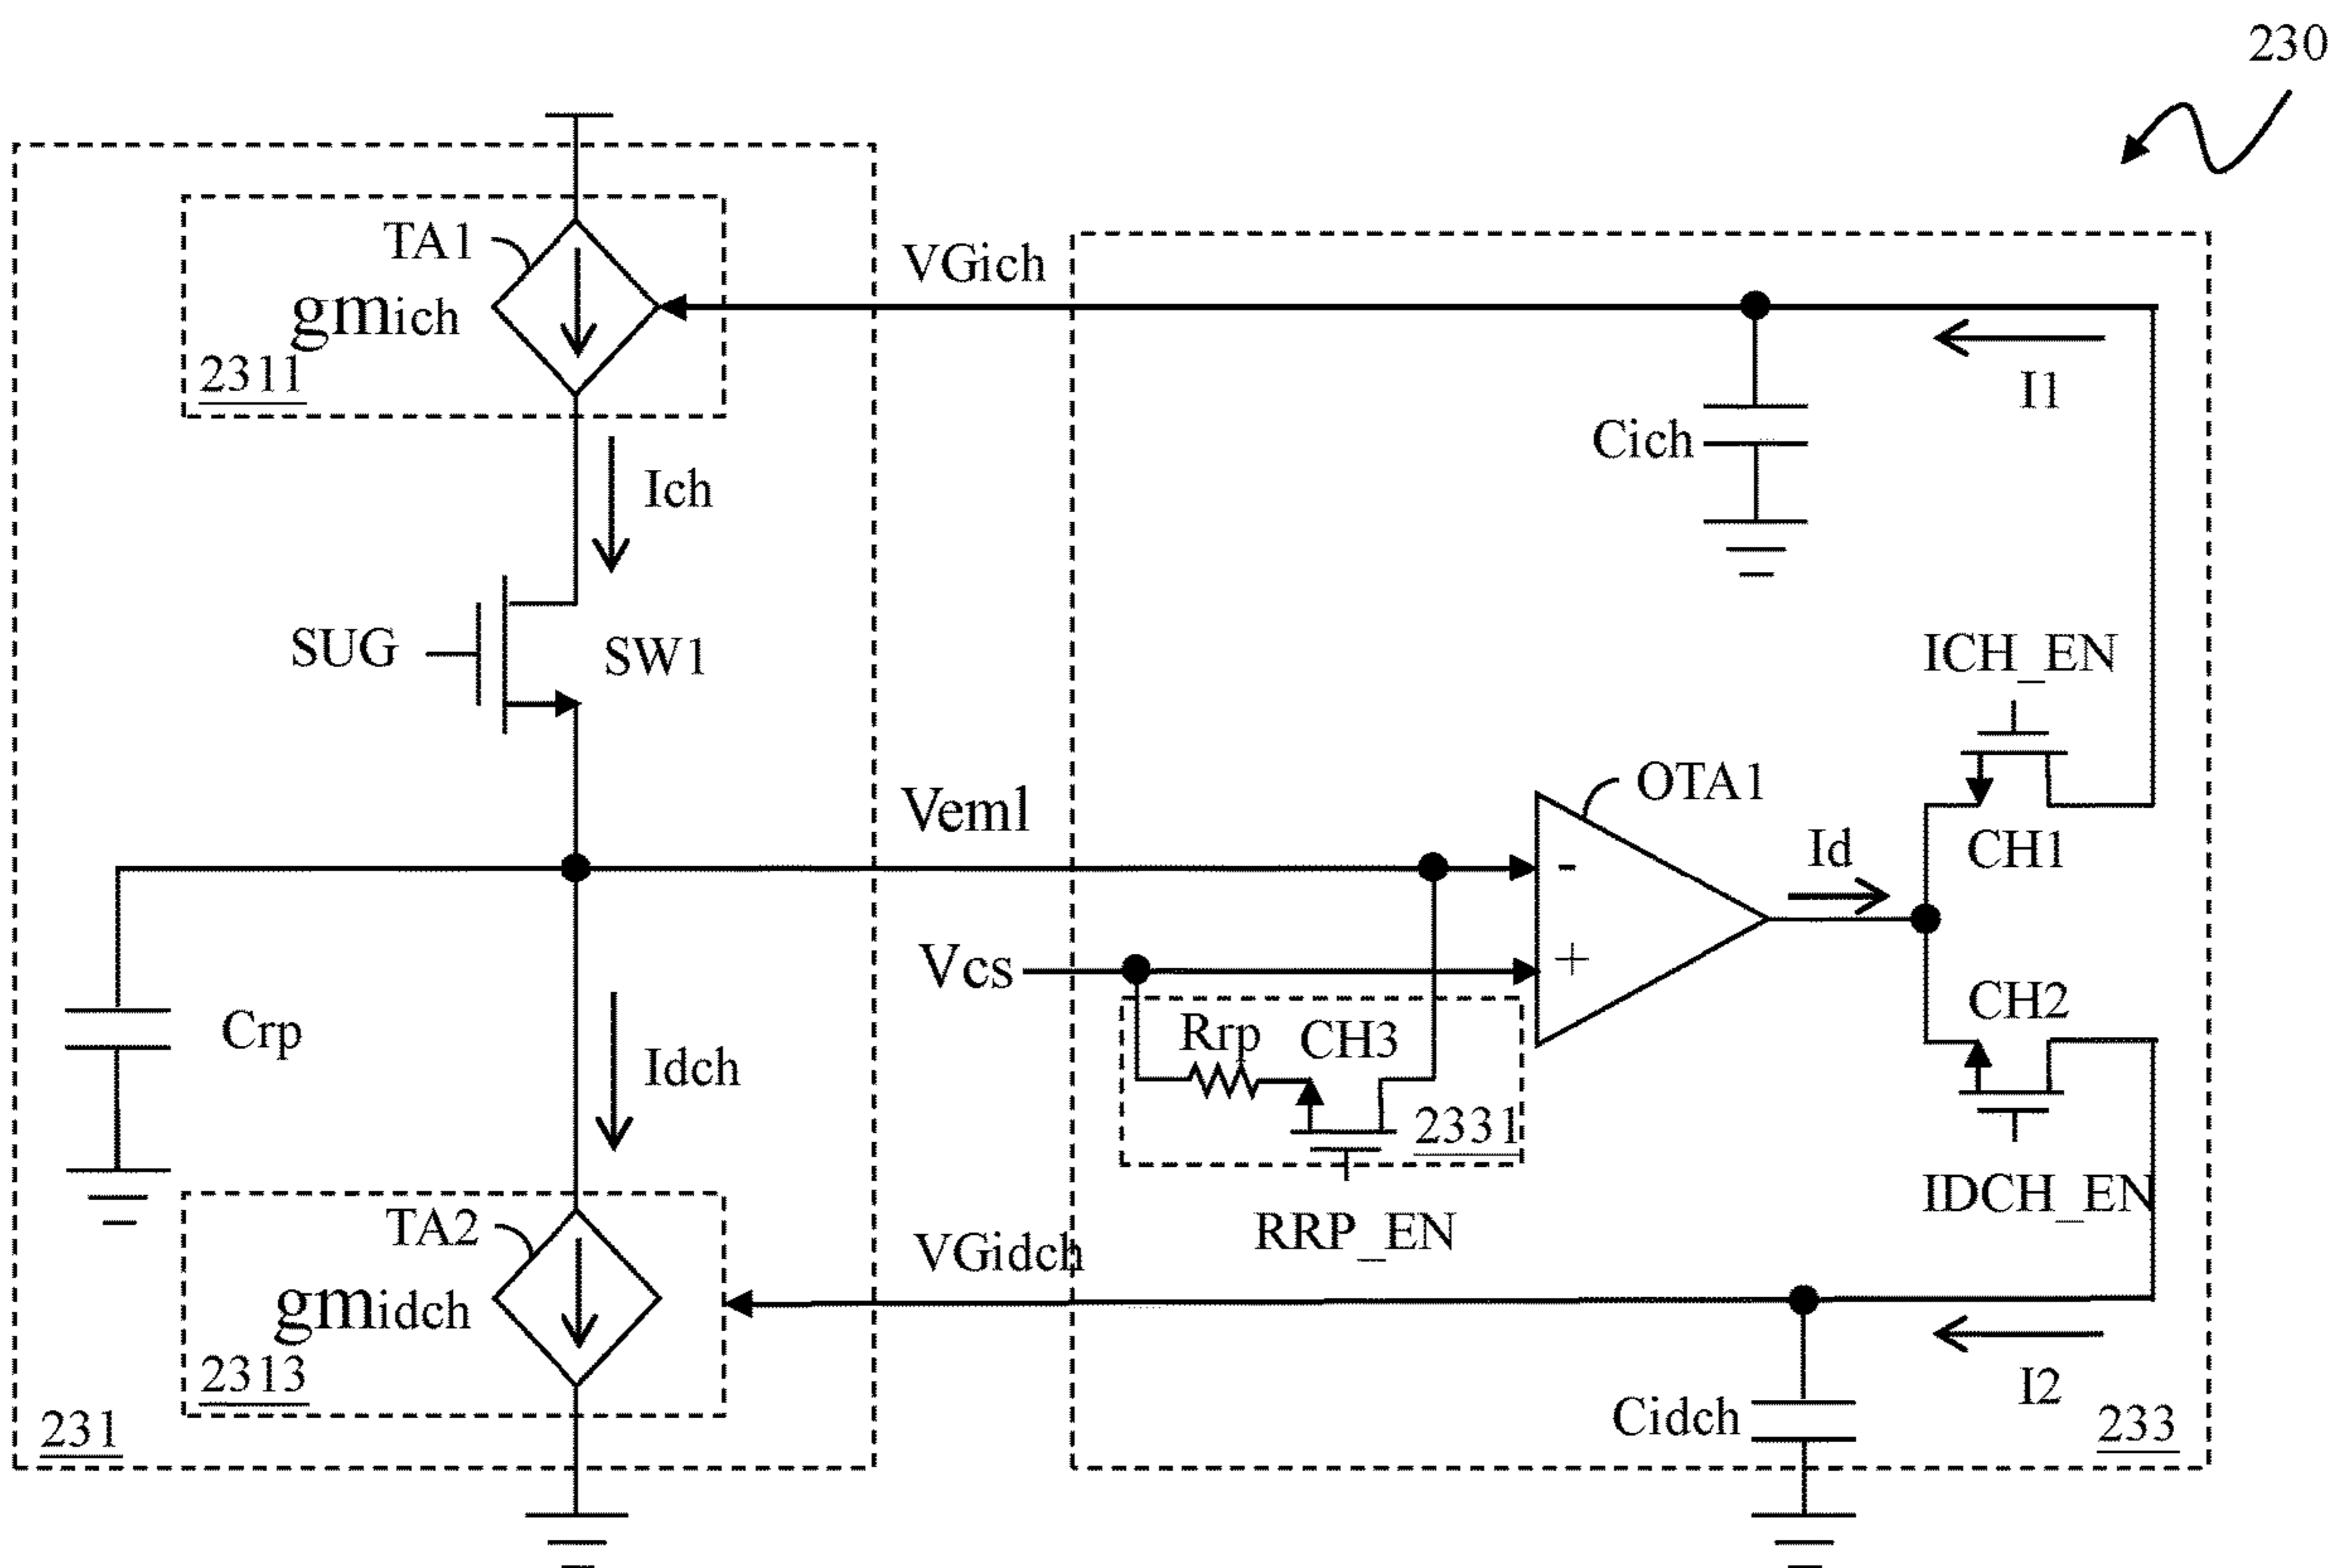 230
TA1
gmich
2311
VGich
I1
Cich
Ich
SUG
SW1
ICH_EN
Veml
OTA1
Id
CH1
Vcs
+
-
CH2
Crp
Rrp
CH3
Idch
2331
IDCH_EN
RRP_EN
TA2
VGidch
gmidch
2313
I2
Cidch
231
233